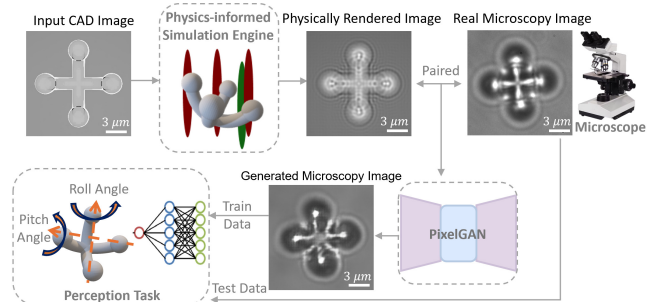 Input CAD Image
Physics-informed
Simulation Engine
Physically Rendered Image
Real Microscopy Image
3 μm
3 μm
Paired
3 μm
Microscope
Generated Microscopy Image
Roll Angle
Pitch
Angle
Train
Data
3 μm
PixelGAN
Perception Task
Test Data